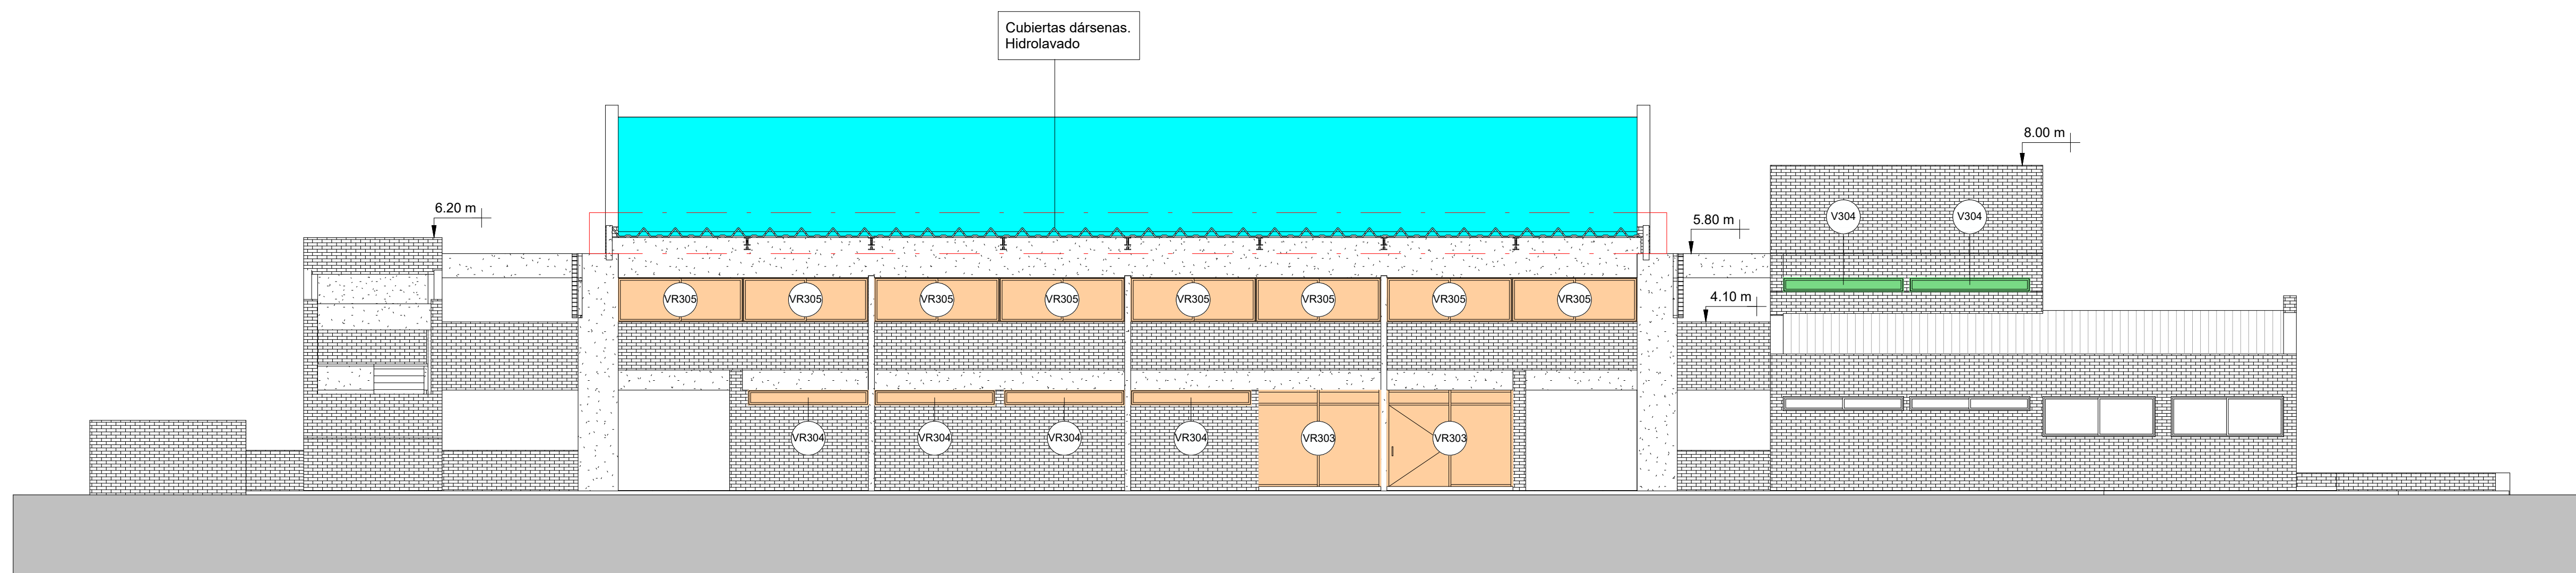 Cubiertas dársenas.
Hidrolavado
8.00 m
6.20 m
5.80 m
V304
V304
4.10 m
VR305
VR305
VR305
VR305
VR305
VR305
VR305
VR305
VR304
VR304
VR304
VR304
VR303
VR303